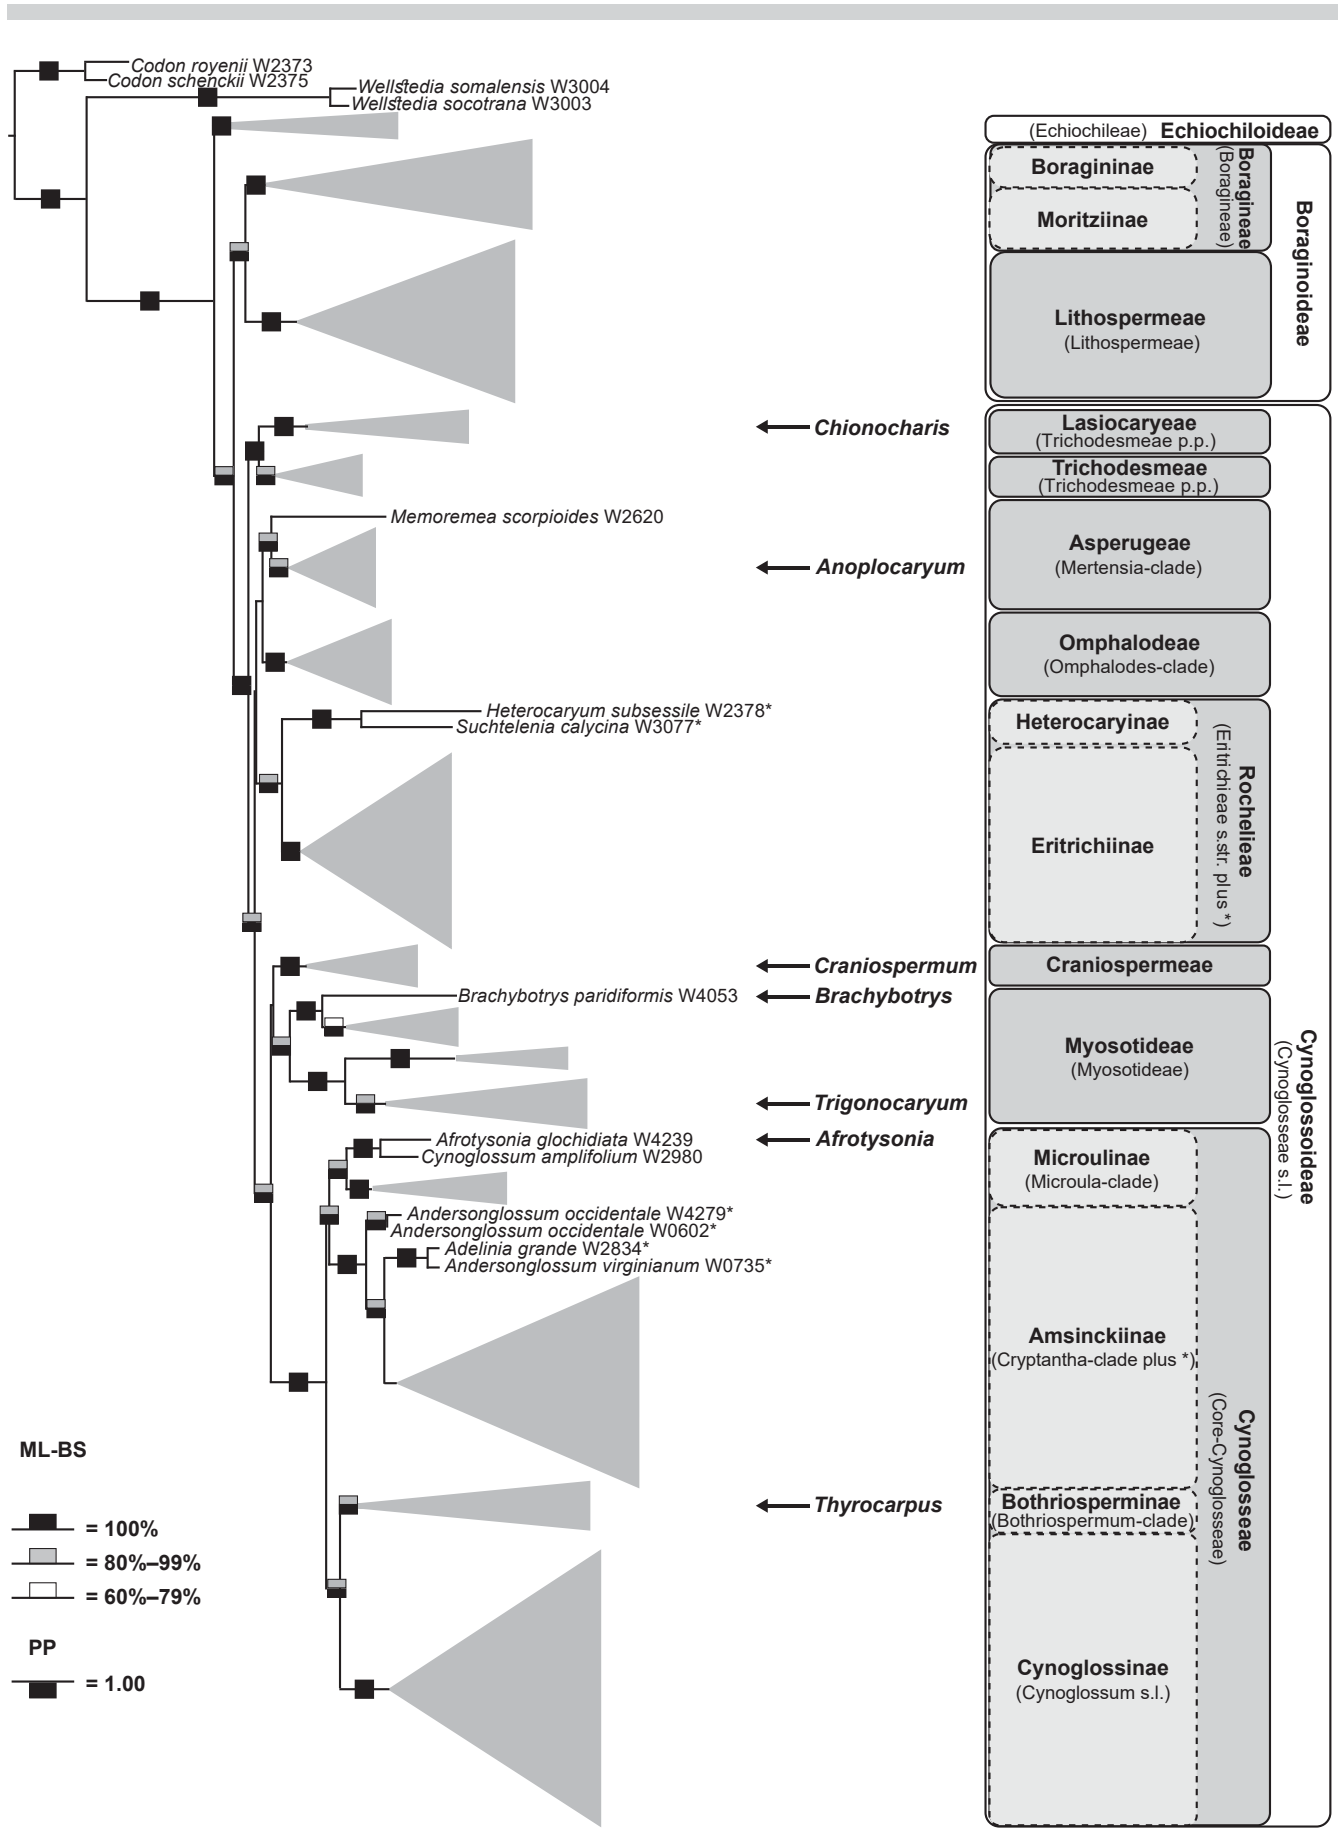 Codon royenii W2373
Codon schenckii W2375
Wellstedia somalensis W3004
Wellstedia socotrana W3003
(Echiochileae) Echiochiloideae
Boragininae
Moritziinae
Boragineae
(Boragineae)
Lithospermeae
(Lithospermeae)
Boraginoideae
Chionocharis
Lasiocaryeae
(Trichodesmeae p.p.)
Trichodesmeae
(Trichodesmeae p.p.)
Memoremea scorpioides W2620
Anoplocaryum
Asperugeae
(Mertensia-clade)
Omphalodeae
(Omphalodes-clade)
Heterocaryum subsessile W2378*
Suchtelenia calycina W3077*
Heterocaryinae
Eritrichiinae
Rochelieae
(Eritrichieae s.str. plus *)
Craniospermum
Craniospermeae
Brachybotrys paridiformis W4053
Brachybotrys
Myosotideae
(Myosotideae)
Trigonocaryum
Cynoglossoideae
(Cynoglosseae s.l.)
Afrotysonia glochidiata W4239
Afrotysonia
Cynoglossum amplifolium W2980
Microulinae
(Microula-clade)
Andersonglossum occidentale W4279*
Andersonglossum occidentale W0602*
Adelinia grande W2834*
Andersonglossum virginianum W0735*
Amsinckiinae
(Cryptantha-clade plus *)
Cynoglosseae
(Core-Cynoglosseae)
Thyrocarpus
Bothriosperminae
(Bothriospermum-clade)
Cynoglossinae
(Cynoglossum s.l.)
ML-BS
= 100%
= 80%–99%
= 60%–79%
PP
= 1.00